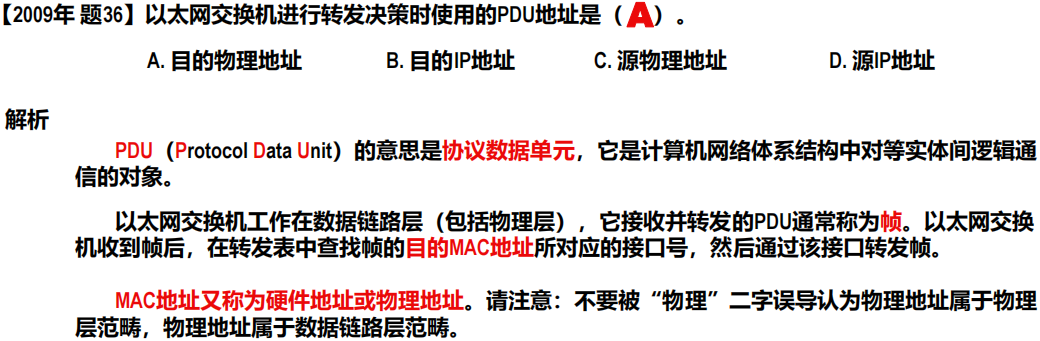 【2009年 题36】以太网交换机进行转发决策时使用的PDU地址是（A）。
A. 目的物理地址 B. 目的IP地址 C. 源物理地址 D. 源IP地址
解析
PDU（Protocol Data Unit）的意思是协议数据单元，它是计算机网络体系结构中对等实体间逻辑通
信的对象。
以太网交换机工作在数据链路层（包括物理层），它接收并转发的PDU通常称为帧。以太网交换
机收到帧后，在转发表中查找帧的目的MAC地址所对应的接口号，然后通过该接口转发帧。
MAC地址又称为硬件地址或物理地址。请注意：不要被“物理”二字误导认为物理地址属于物理
层范畴，物理地址属于数据链路层范畴。